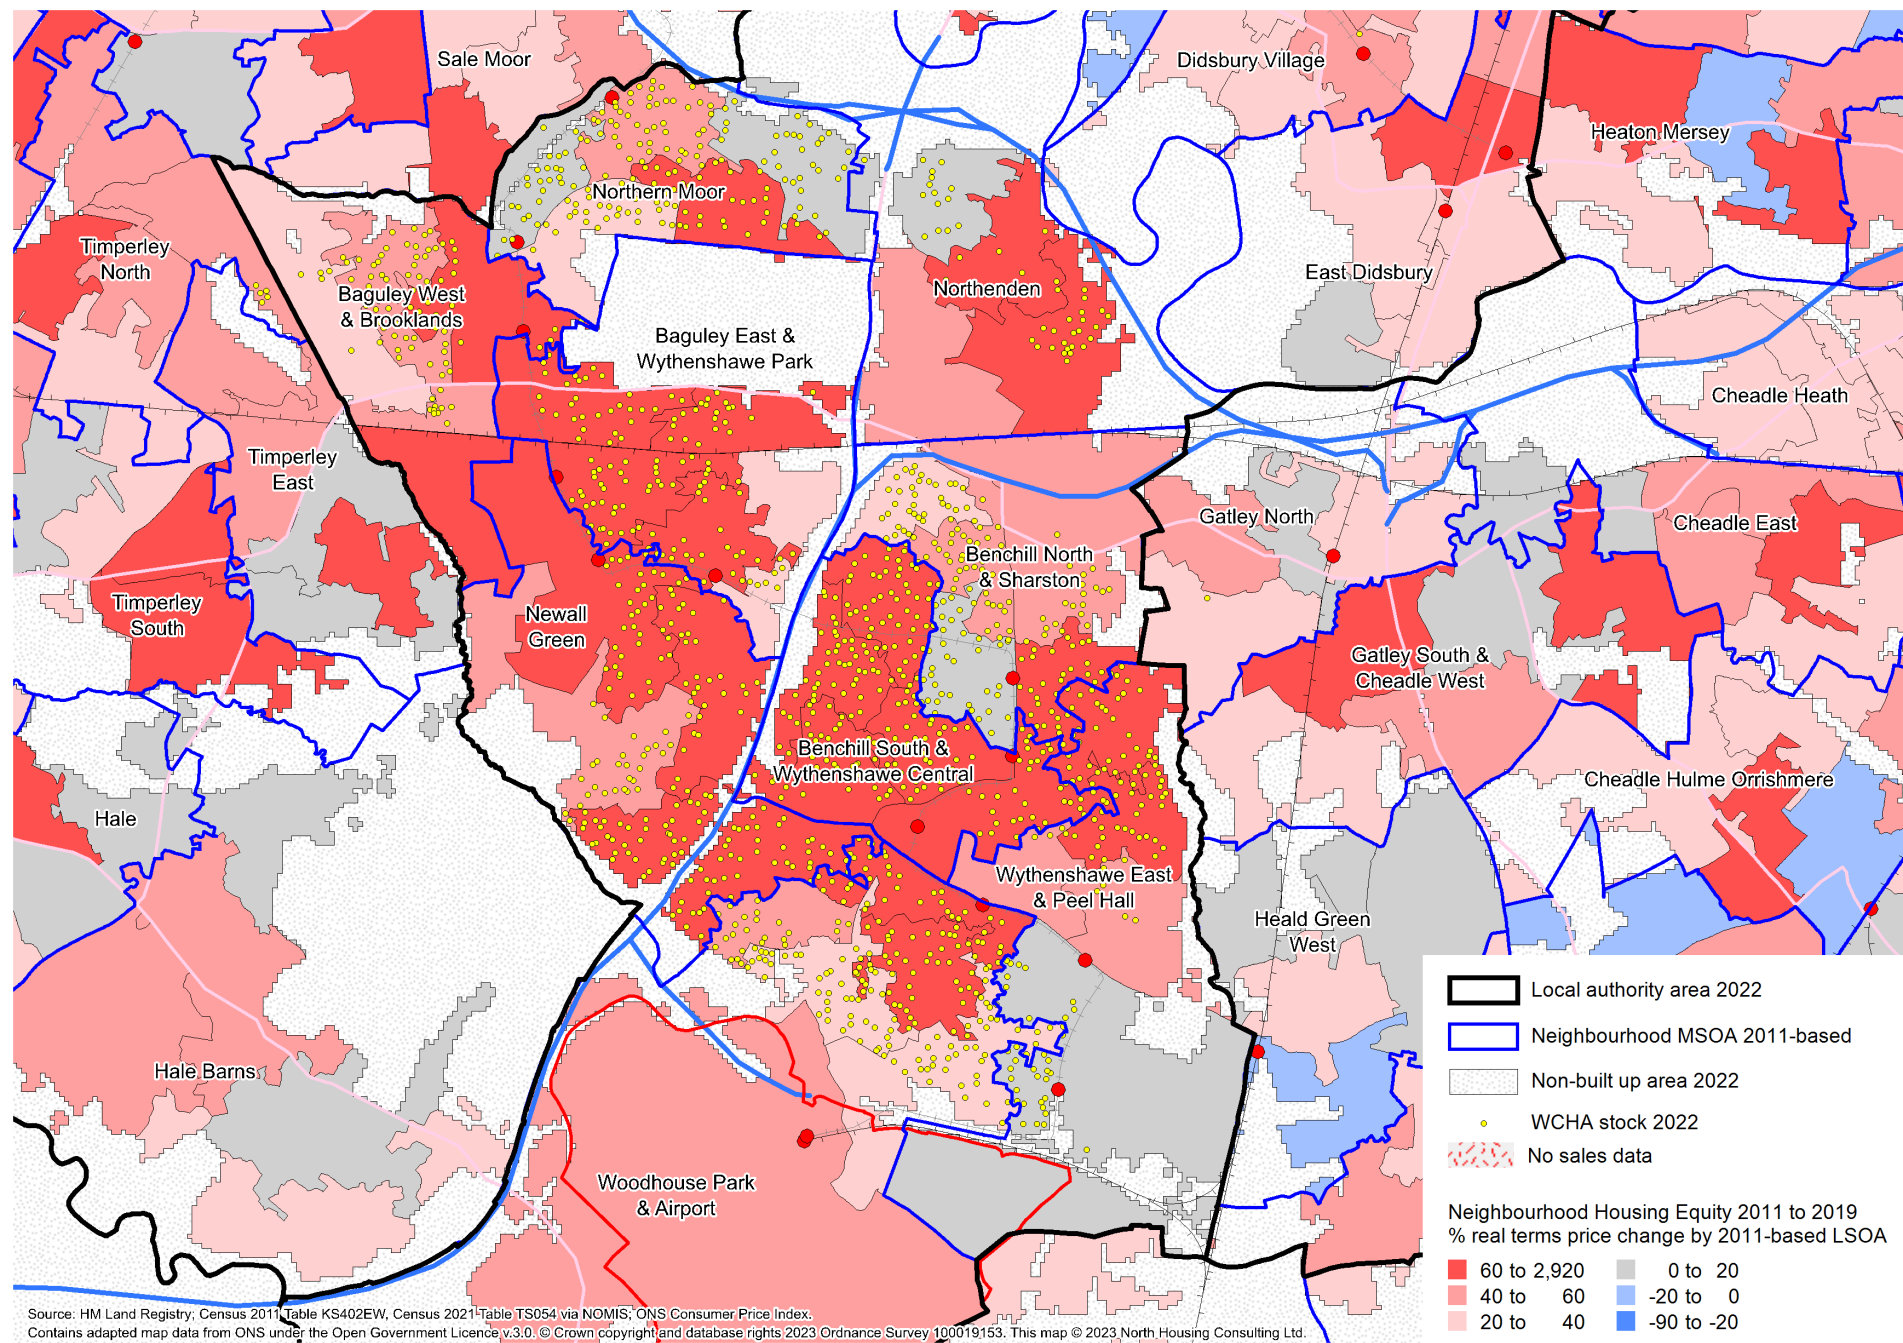 Sale Moor
Didsbury Village
Heaton Mersey
Northern Moor
Timperley
North
Baguley West
& Brooklands
Northenden
East Didsbury
Baguley East &
Wythenshawe Park
Cheadle Heath
Timperley
East
Gatley North
Cheadle East
Benchill North
& Sharston
Timperley
South
Newall
Green
Gatley South &
Cheadle West
Benchill South &
Wythenshawe Central
Cheadle Hulme Orrishmere
Hale
Wythenshawe East
& Peel Hall
Heald Green
West
Hale Barns
Woodhouse Park
& Airport
Local authority area 2022
Neighbourhood MSOA 2011-based
Non-built up area 2022
WCHA stock 2022
No sales data
Neighbourhood Housing Equity 2011 to 2019
% real terms price change by 2011-based LSOA
60 to 2,920 0 to 20
40 to 60 -20 to 0
20 to 40 -90 to -20
Source: HM Land Registry; Census 2011 Table KS402EW, Census 2021 Table TS054 via NOMIS; ONS Consumer Price Index.
Contains adapted map data from ONS under the Open Government Licence v.3.0. © Crown copyright and database rights 2023 Ordnance Survey 100019153. This map © 2023 North Housing Consulting Ltd.